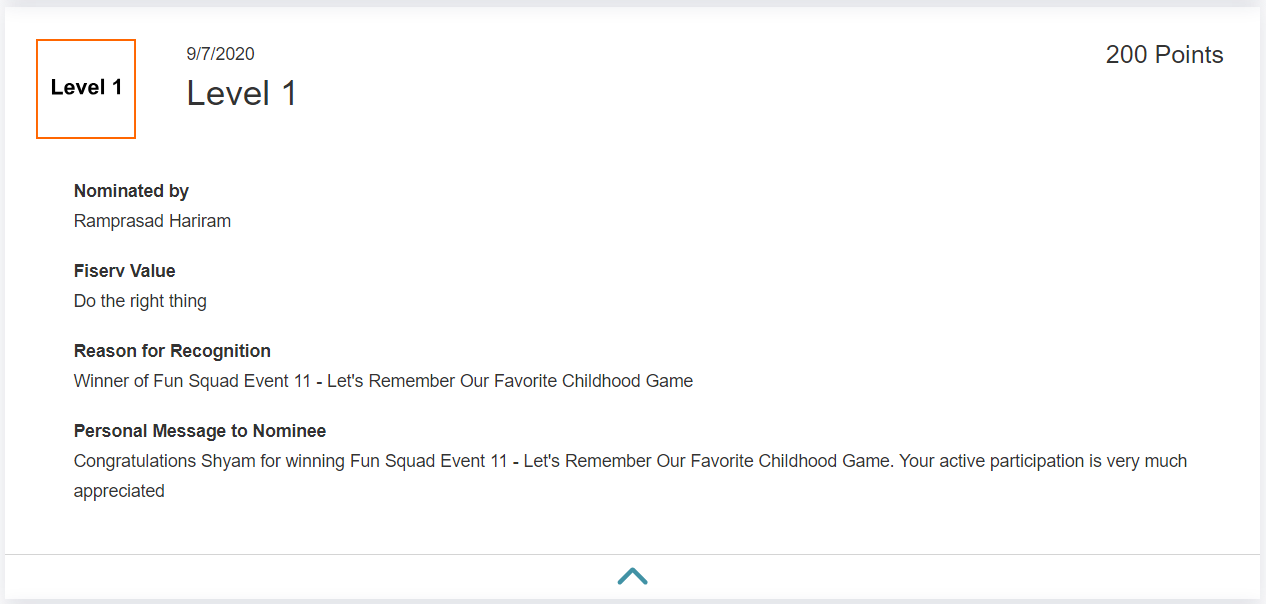 Level 1
9/7/2020
Level 1
200 Points
Nominated by
Ramprasad Hariram
Fiserv Value
Do the right thing
Reason for Recognition
Winner of Fun Squad Event 11 - Let's Remember Our Favorite Childhood Game
Personal Message to Nominee
Congratulations Shyam for winning Fun Squad Event 11 - Let's Remember Our Favorite Childhood Game. Your active participation is very much
appreciated